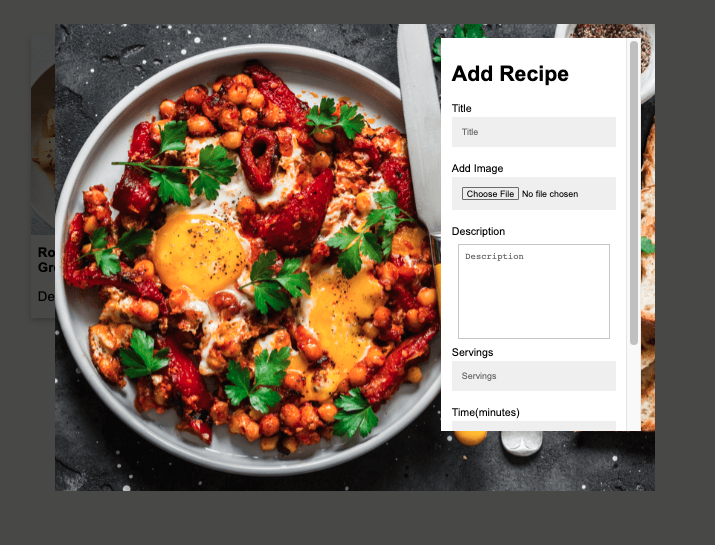 Add Recipe
Title
Title
Add Image
Choose File No file chosen
Description
Description
Servings
Servings
Time(minutes)
Ro
Gr
De